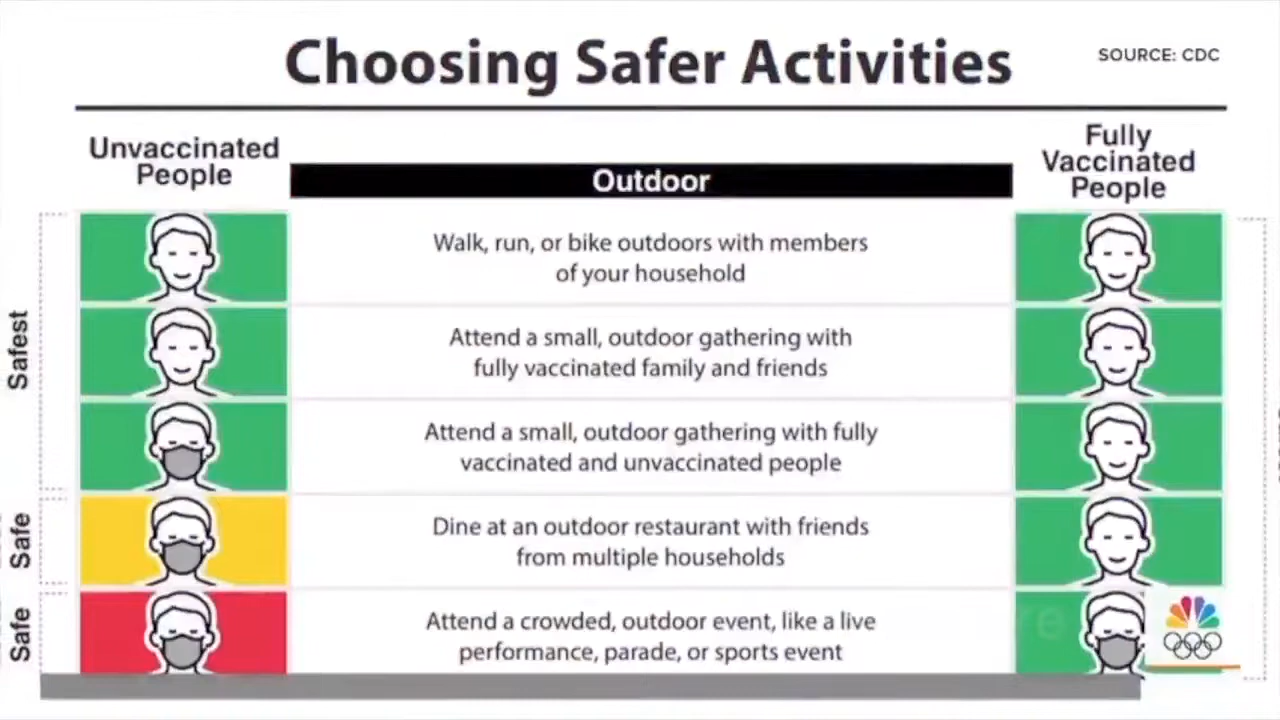 Choosing Safer Activities
SOURCE: CDC
Unvaccinated
People
Outdoor
Fully
Vaccinated
People
Safest
Walk, run, or bike outdoors with members
of your household
Attend a small, outdoor gathering with
fully vaccinated family and friends
Attend a small, outdoor gathering with fully
vaccinated and unvaccinated people
Safe
Dine at an outdoor restaurant with friends
from multiple households
Safe
Attend a crowded, outdoor event, like a live
performance, parade, or sports event